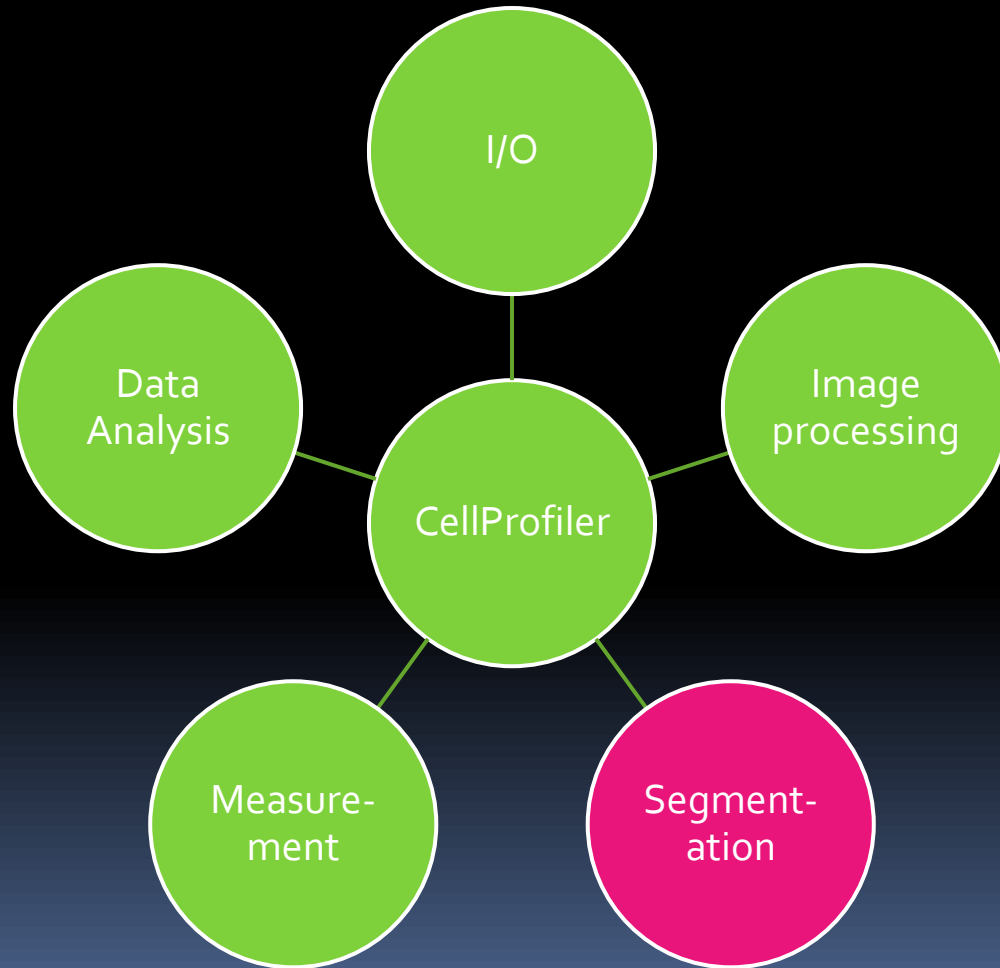 I/O
Data
Analysis
Image
processing
CellProfiler
Measure-
ment
Segment-
ation